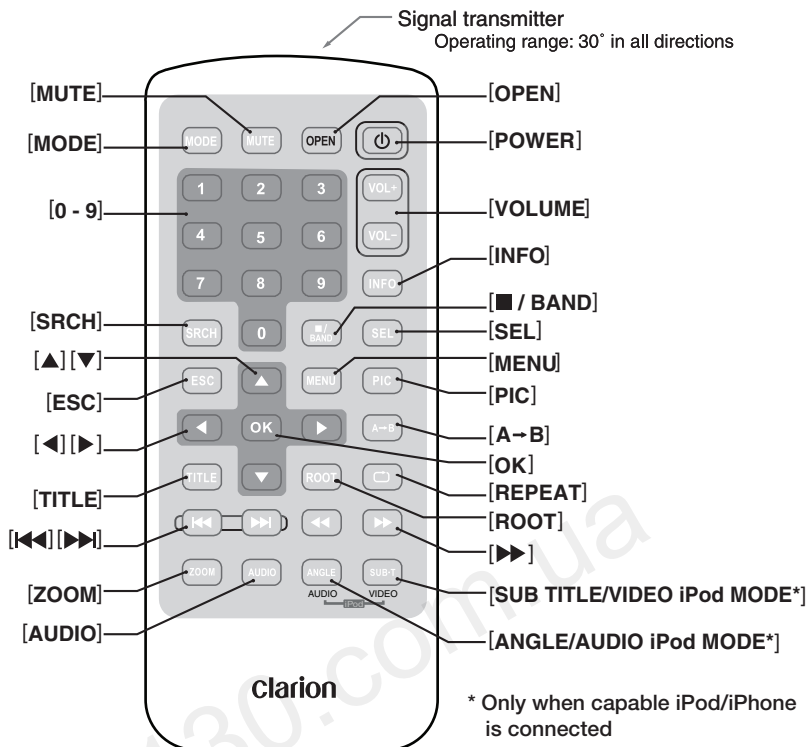 Signal transmitter
Operating range: 30˚ in all directions
[MUTE]
[OPEN]
[MODE]
[POWER]
[0 - 9]
[VOLUME]
[INFO]
[■ / BAND]
[SRCH]
[SEL]
[▲][▼]
[MENU]
[ESC]
[PIC]
[◀][▶]
[A→B]
[OK]
[TITLE]
[REPEAT]
[ROOT]
[|◀◀][▶▶|]
[▶▶]
[ZOOM]
[SUB TITLE/VIDEO iPod MODE*]
[AUDIO]
[ANGLE/AUDIO iPod MODE*]
MODE MUTE OPEN
1 2 3 VOL+
4 5 6 VOL−
7 8 9 INFO
SRCH 0 ■/ BAND SEL
ESC ▲ MENU PIC
◀ OK ▶ A→B
TITLE ▼ ROOT
|◀◀ ▶▶| ◀◀ ▶▶
ZOOM AUDIO ANGLE SUB-T
AUDIO VIDEO
iPod
clarion
* Only when capable iPod/iPhone
is connected
130.com.ua